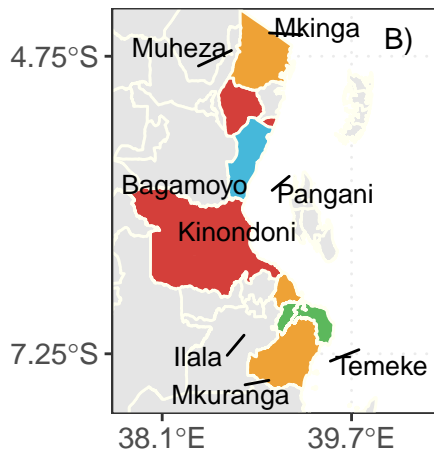 Mkinga
B)
Muheza
4.75°S
Bagamoyo
Pangani
Kinondoni
7.25°S
Ilala
Temeke
Mkuranga
38.1°E
39.7°E